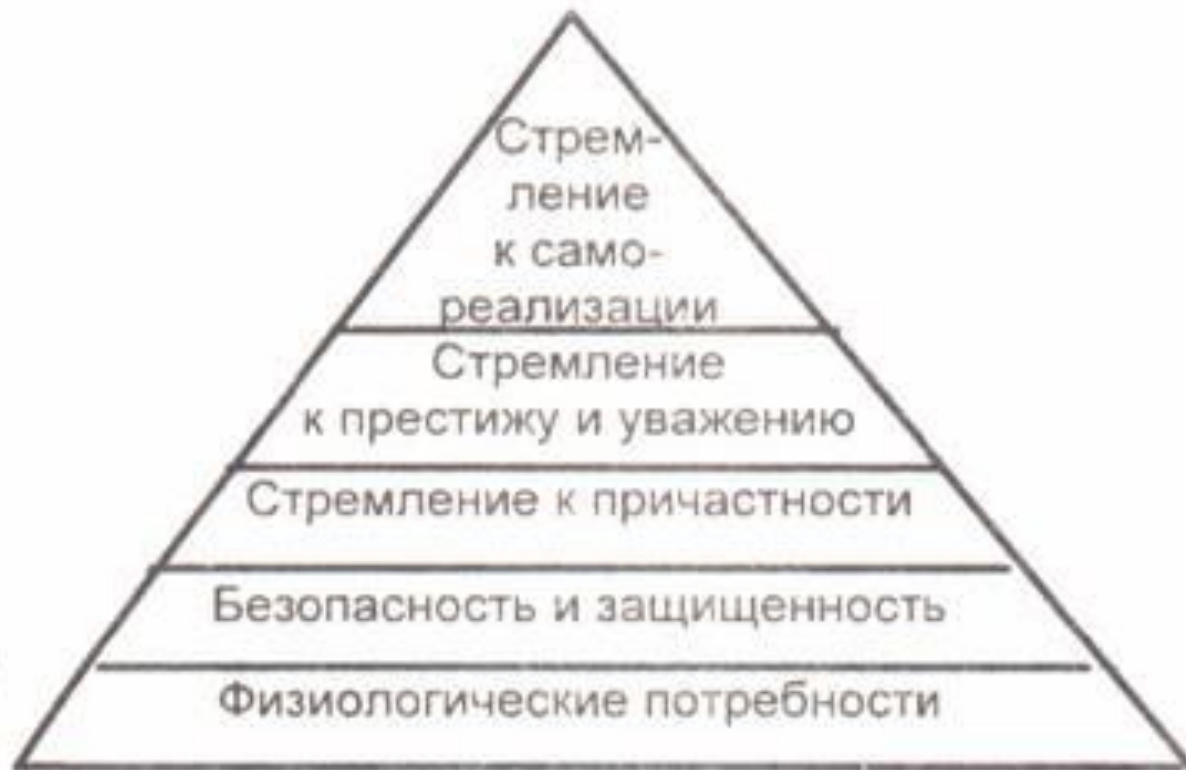 Стрем-
ление
к само-
реализации
Стремление
к престижу и уважению
Стремление к причастности
Безопасность и защищенность
Физиологические потребности